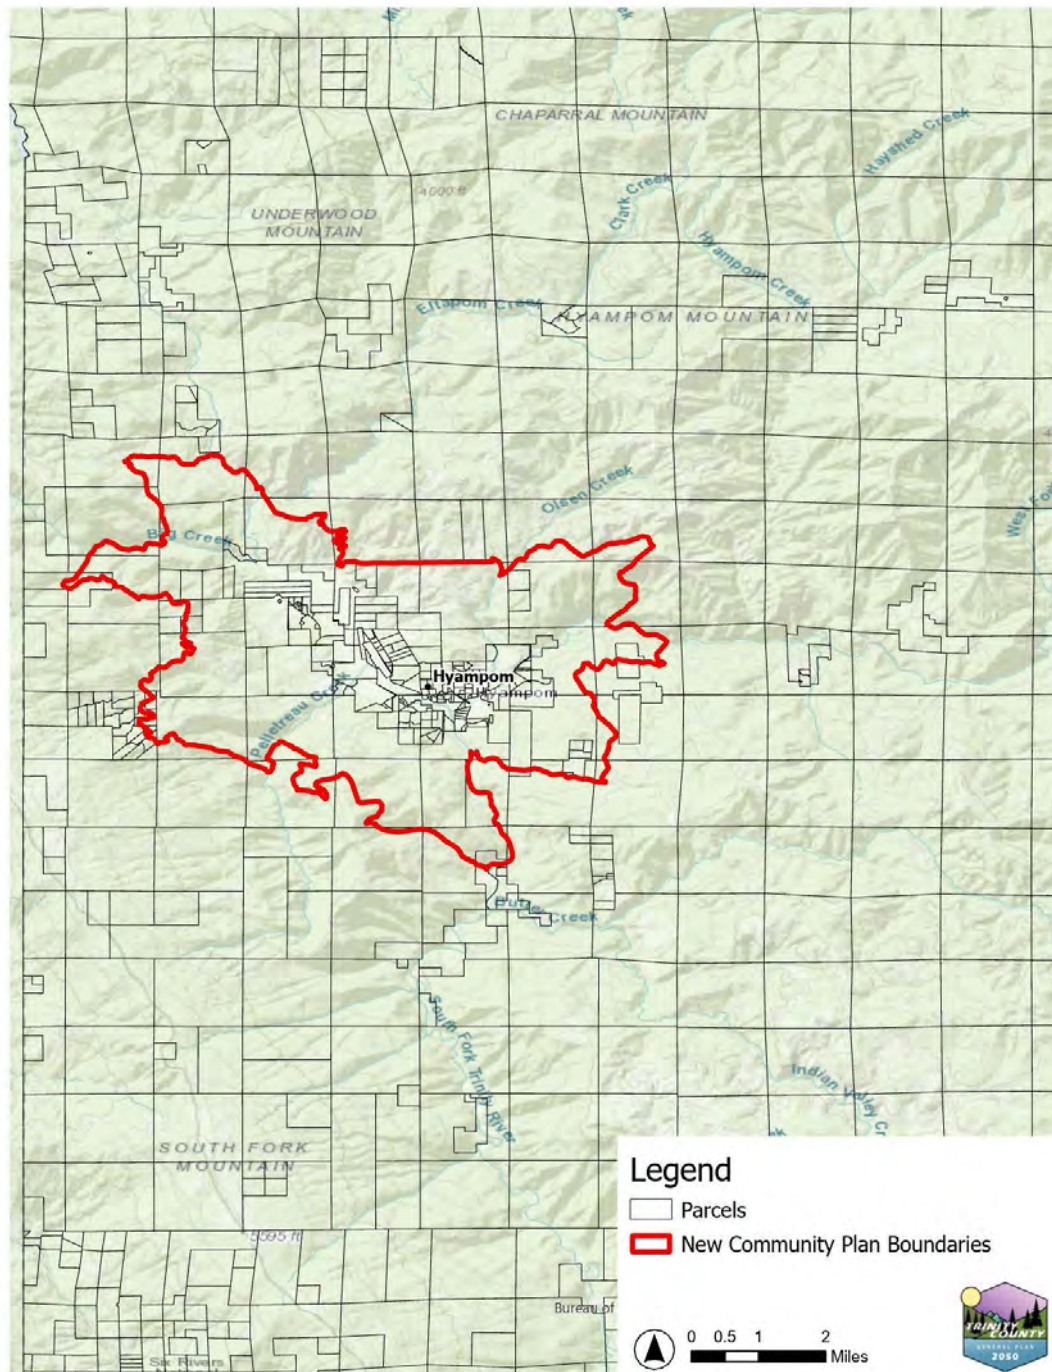 CHAPARRAL MOUNTAIN
Hayshed Creek
4000 ft
Clark Creek
UNDERWOOD
MOUNTAIN
Hyampom Creek
Eltapom Creek
HYAMPOM MOUNTAIN
Olsen Creek
West Fork
Big Creek
Hyampom
Hyampom
Pelletreau Creek
Butter Creek
South Fork Trinity River
Indian Valley Cr
SOUTH FORK
MOUNTAIN
5595 ft
Bureau of
Six Rivers
Legend
Parcels
New Community Plan Boundaries
0 0.5 1 2
Miles
TRINITY
COUNTY
GENERAL PLAN
2050